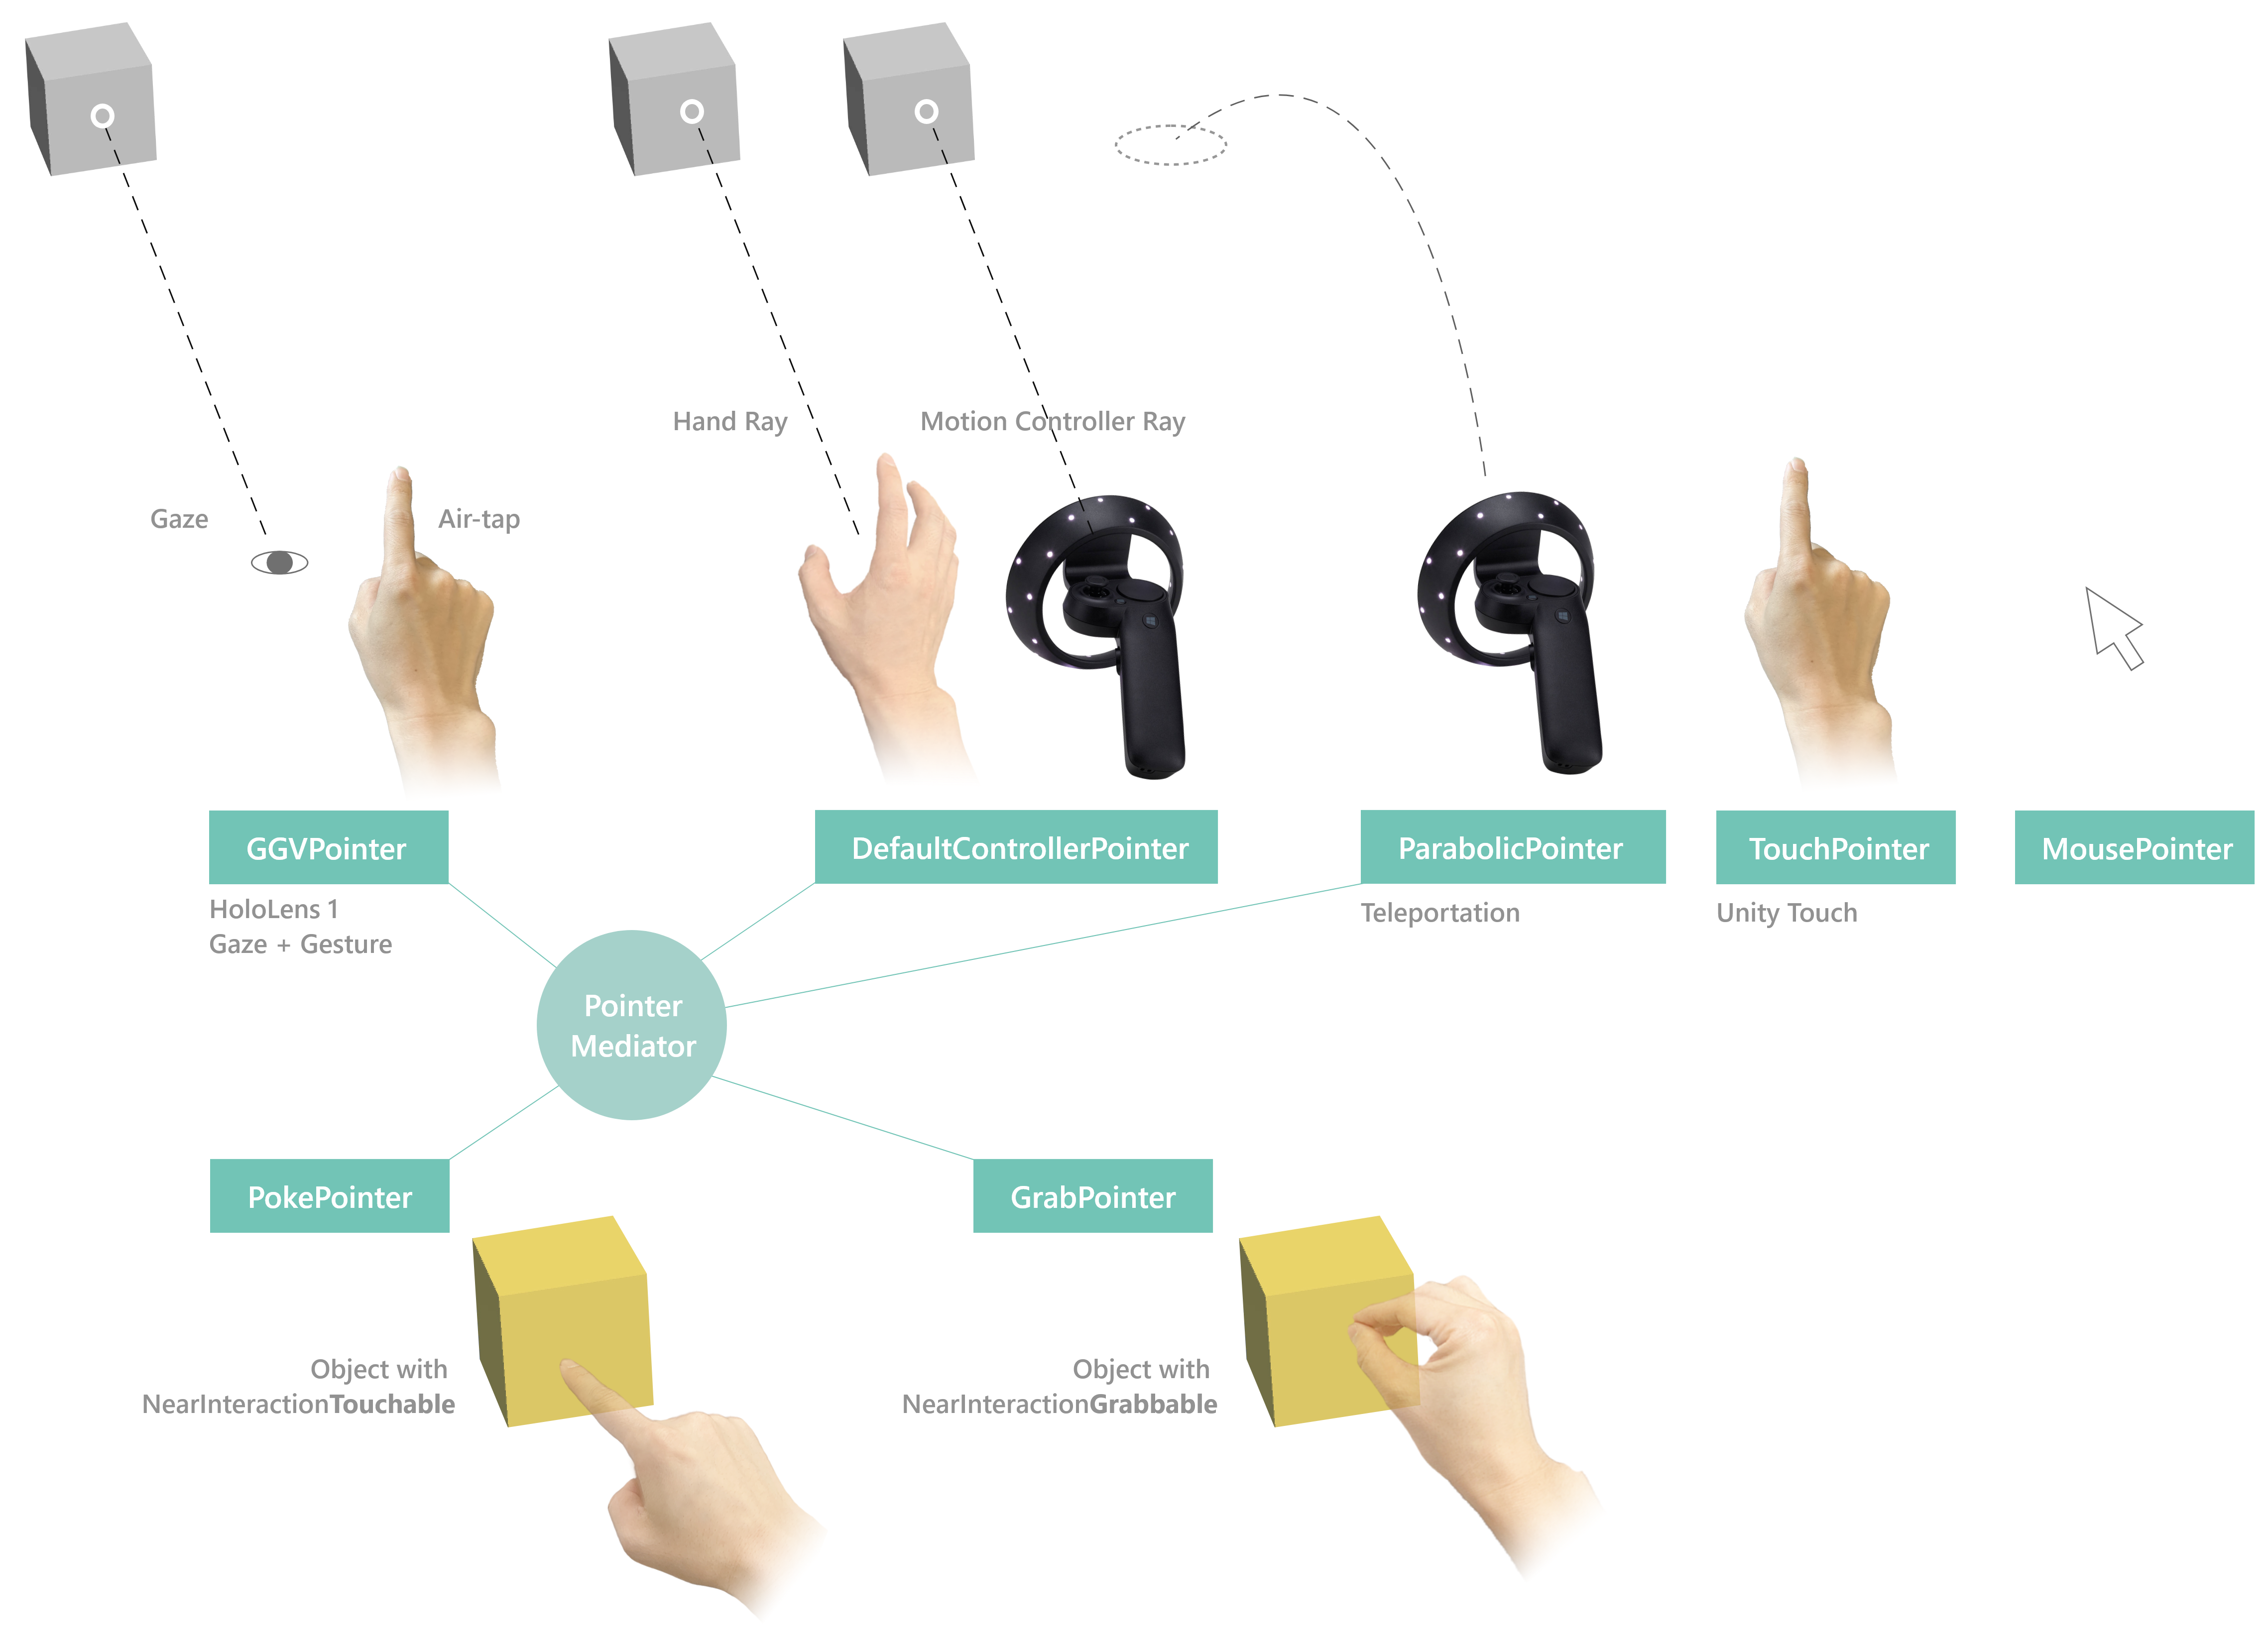 Hand Ray
Motion Controller Ray
Gaze
Air-tap
GGVPointer
DefaultControllerPointer
ParabolicPointer
TouchPointer
MousePointer
HoloLens 1
Gaze + Gesture
Teleportation
Unity Touch
Pointer
Mediator
PokePointer
GrabPointer
Object with
NearInteractionTouchable
Object with
NearInteractionGrabbable